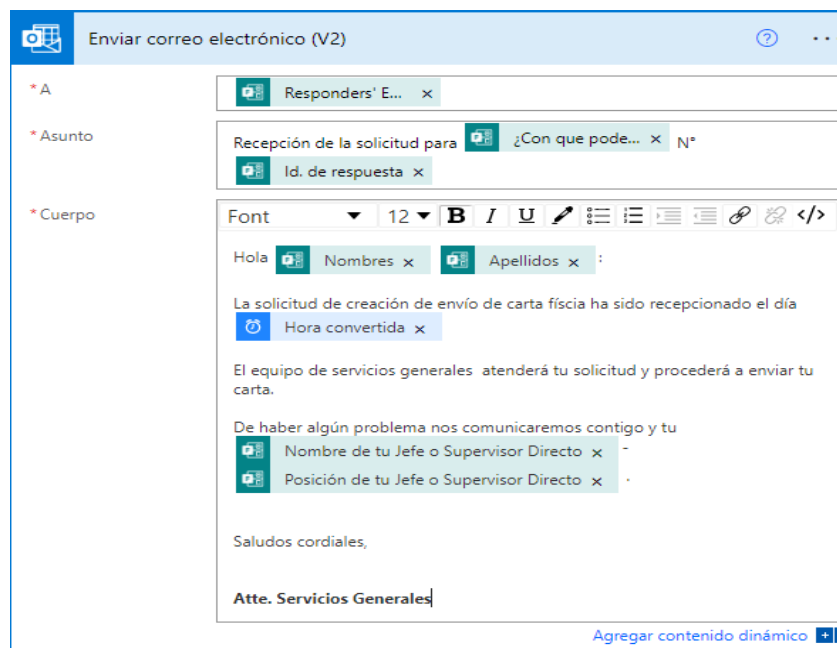 Enviar correo electrónico (V2)
* A
Responders' E... ×
* Asunto
Recepción de la solicitud para ¿Con que pode... × N°
Id. de respuesta ×
* Cuerpo
Font 12 B I U </>
Hola Nombres × Apellidos × :
La solicitud de creación de envío de carta físcia ha sido recepcionado el día
Hora convertida ×
El equipo de servicios generales atenderá tu solicitud y procederá a enviar tu
carta.
De haber algún problema nos comunicaremos contigo y tu
Nombre de tu Jefe o Supervisor Directo × -
Posición de tu Jefe o Supervisor Directo × .
Saludos cordiales,
Atte. Servicios Generales
Agregar contenido dinámico +